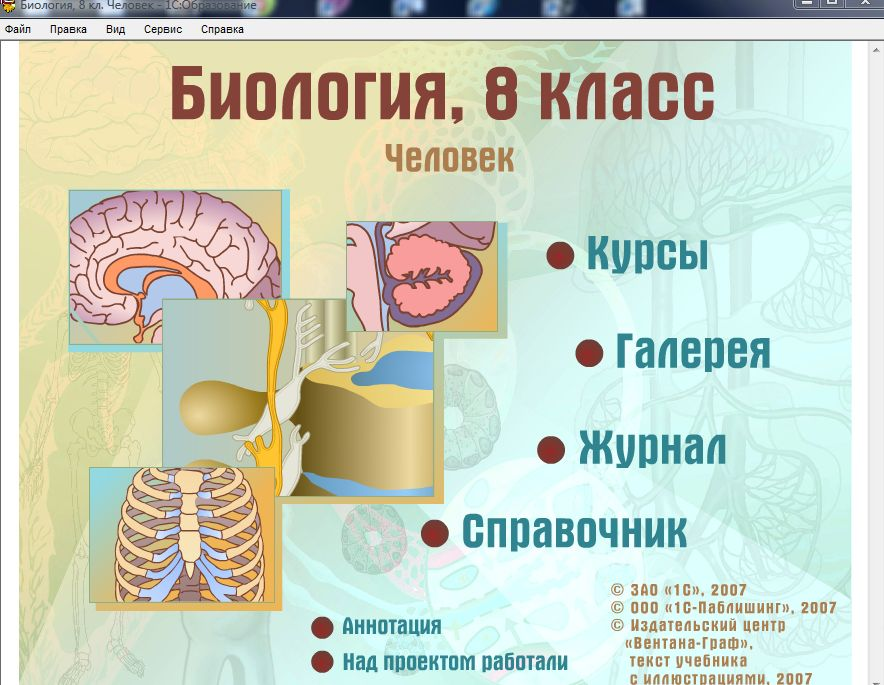 Биология, 8 кл. Человек - 1С:Образование
Файл Правка Вид Сервис Справка
Биология, 8 класс
Человек
Курсы
Галерея
Журнал
Справочник
Аннотация
Над проектом работали
© ЗАО «1С», 2007
© ООО «1С-Паблишинг», 2007
© Издательский центр
«Вентана-Граф»,
текст учебника
с иллюстрациями, 2007